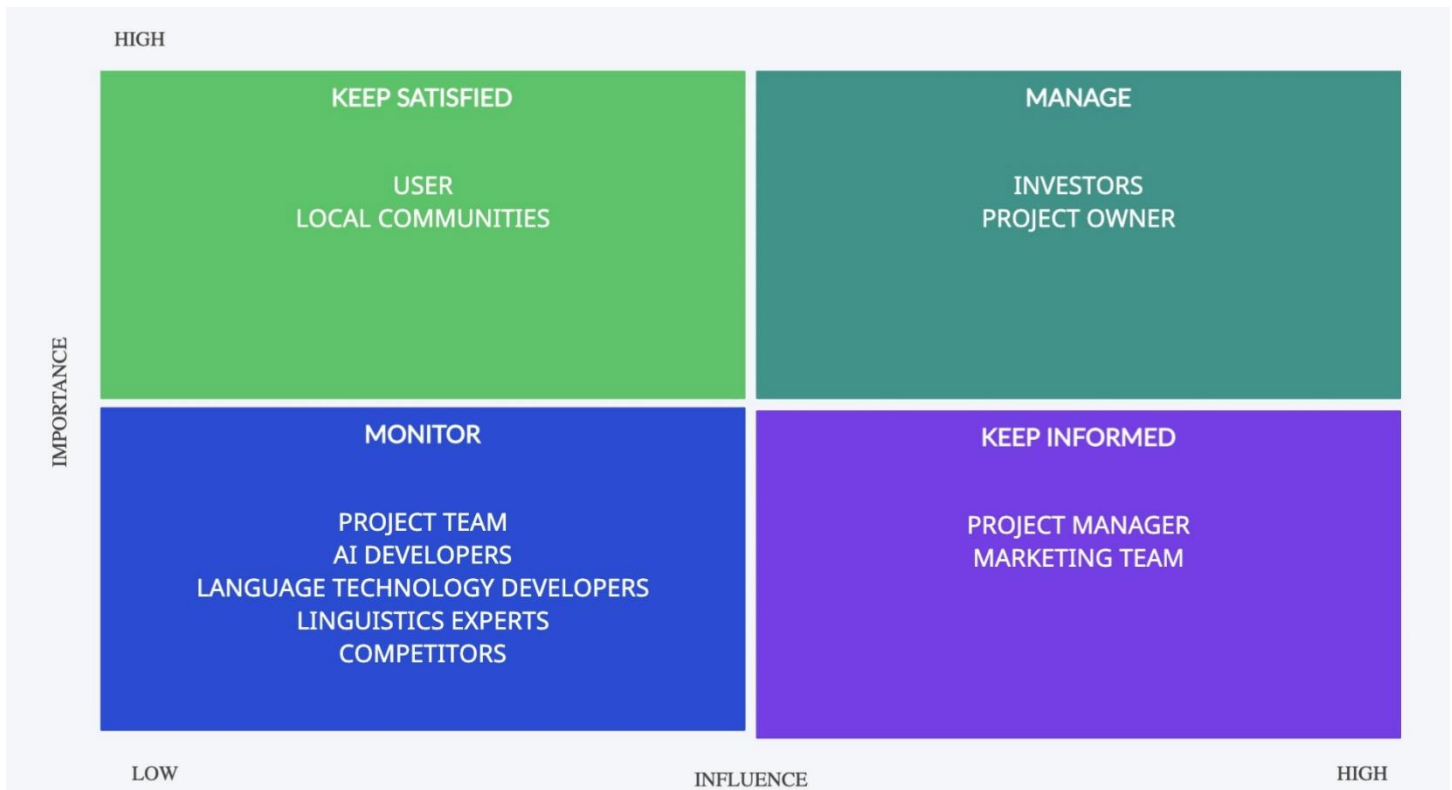 HIGH
KEEP SATISFIED
USER
LOCAL COMMUNITIES
MANAGE
INVESTORS
PROJECT OWNER
IMPORTANCE
MONITOR
PROJECT TEAM
AI DEVELOPERS
LANGUAGE TECHNOLOGY DEVELOPERS
LINGUISTICS EXPERTS
COMPETITORS
KEEP INFORMED
PROJECT MANAGER
MARKETING TEAM
LOW
INFLUENCE
HIGH